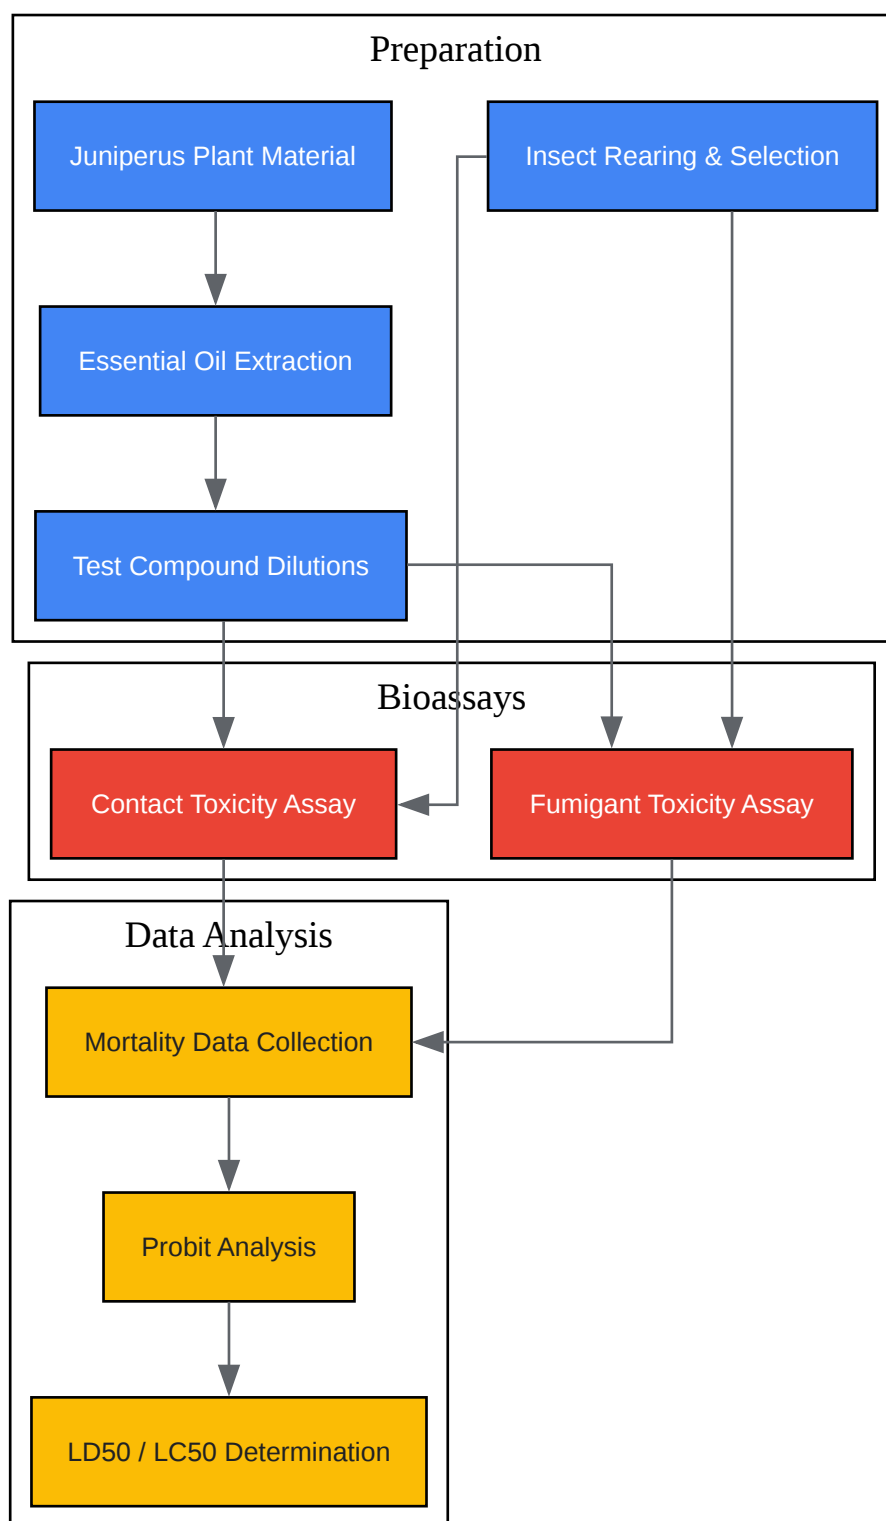 Preparation
Juniperus Plant Material
Insect Rearing & Selection
Essential Oil Extraction
Test Compound Dilutions
Bioassays
Contact Toxicity Assay
Fumigant Toxicity Assay
Data Analysis
Mortality Data Collection
Probit Analysis
LD50 / LC50 Determination